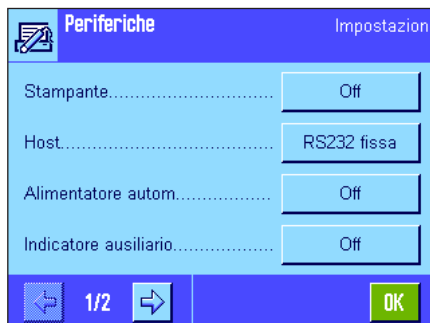 Periferiche
Impostazion
Stampante............................ Off
Host....................................... RS232 fissa
Alimentatore autom................. Off
Indicatore ausiliario................... Off
1/2
OK